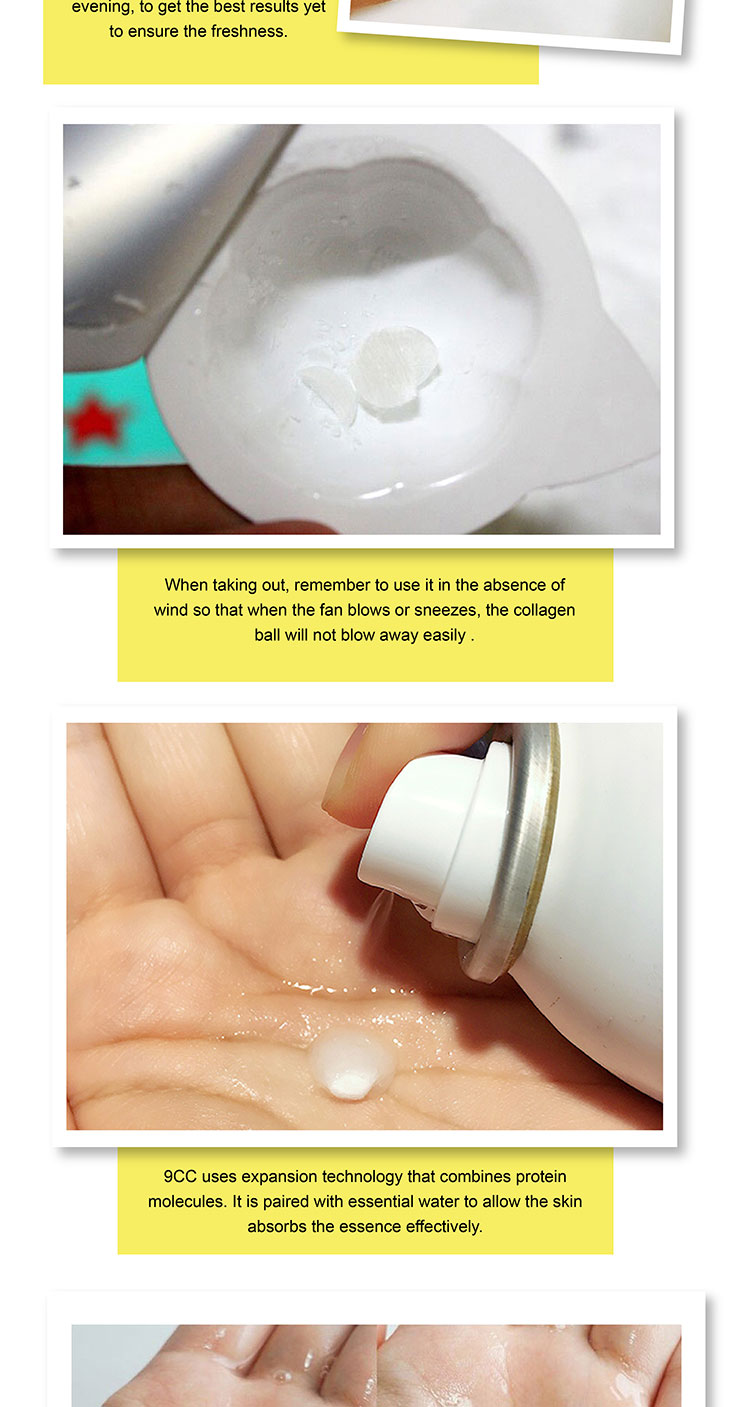 evening, to get the best results yet
to ensure the freshness.
When taking out, remember to use it in the absence of
wind so that when the fan blows or sneezes, the collagen
ball will not blow away easily .
9CC uses expansion technology that combines protein
molecules. It is paired with essential water to allow the skin
absorbs the essence effectively.